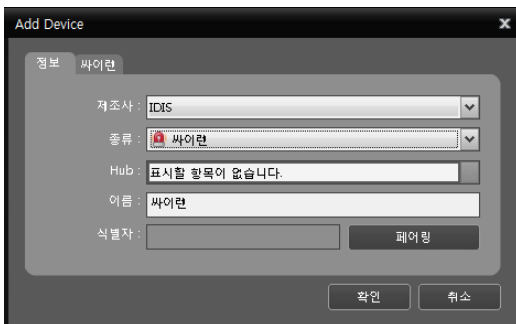 Add Device x
정보 싸이렌
제조사 : IDIS
종류 : 싸이렌
Hub : 표시할 항목이 없습니다.
이름 : 싸이렌
식별자 : 페어링
확인 취소